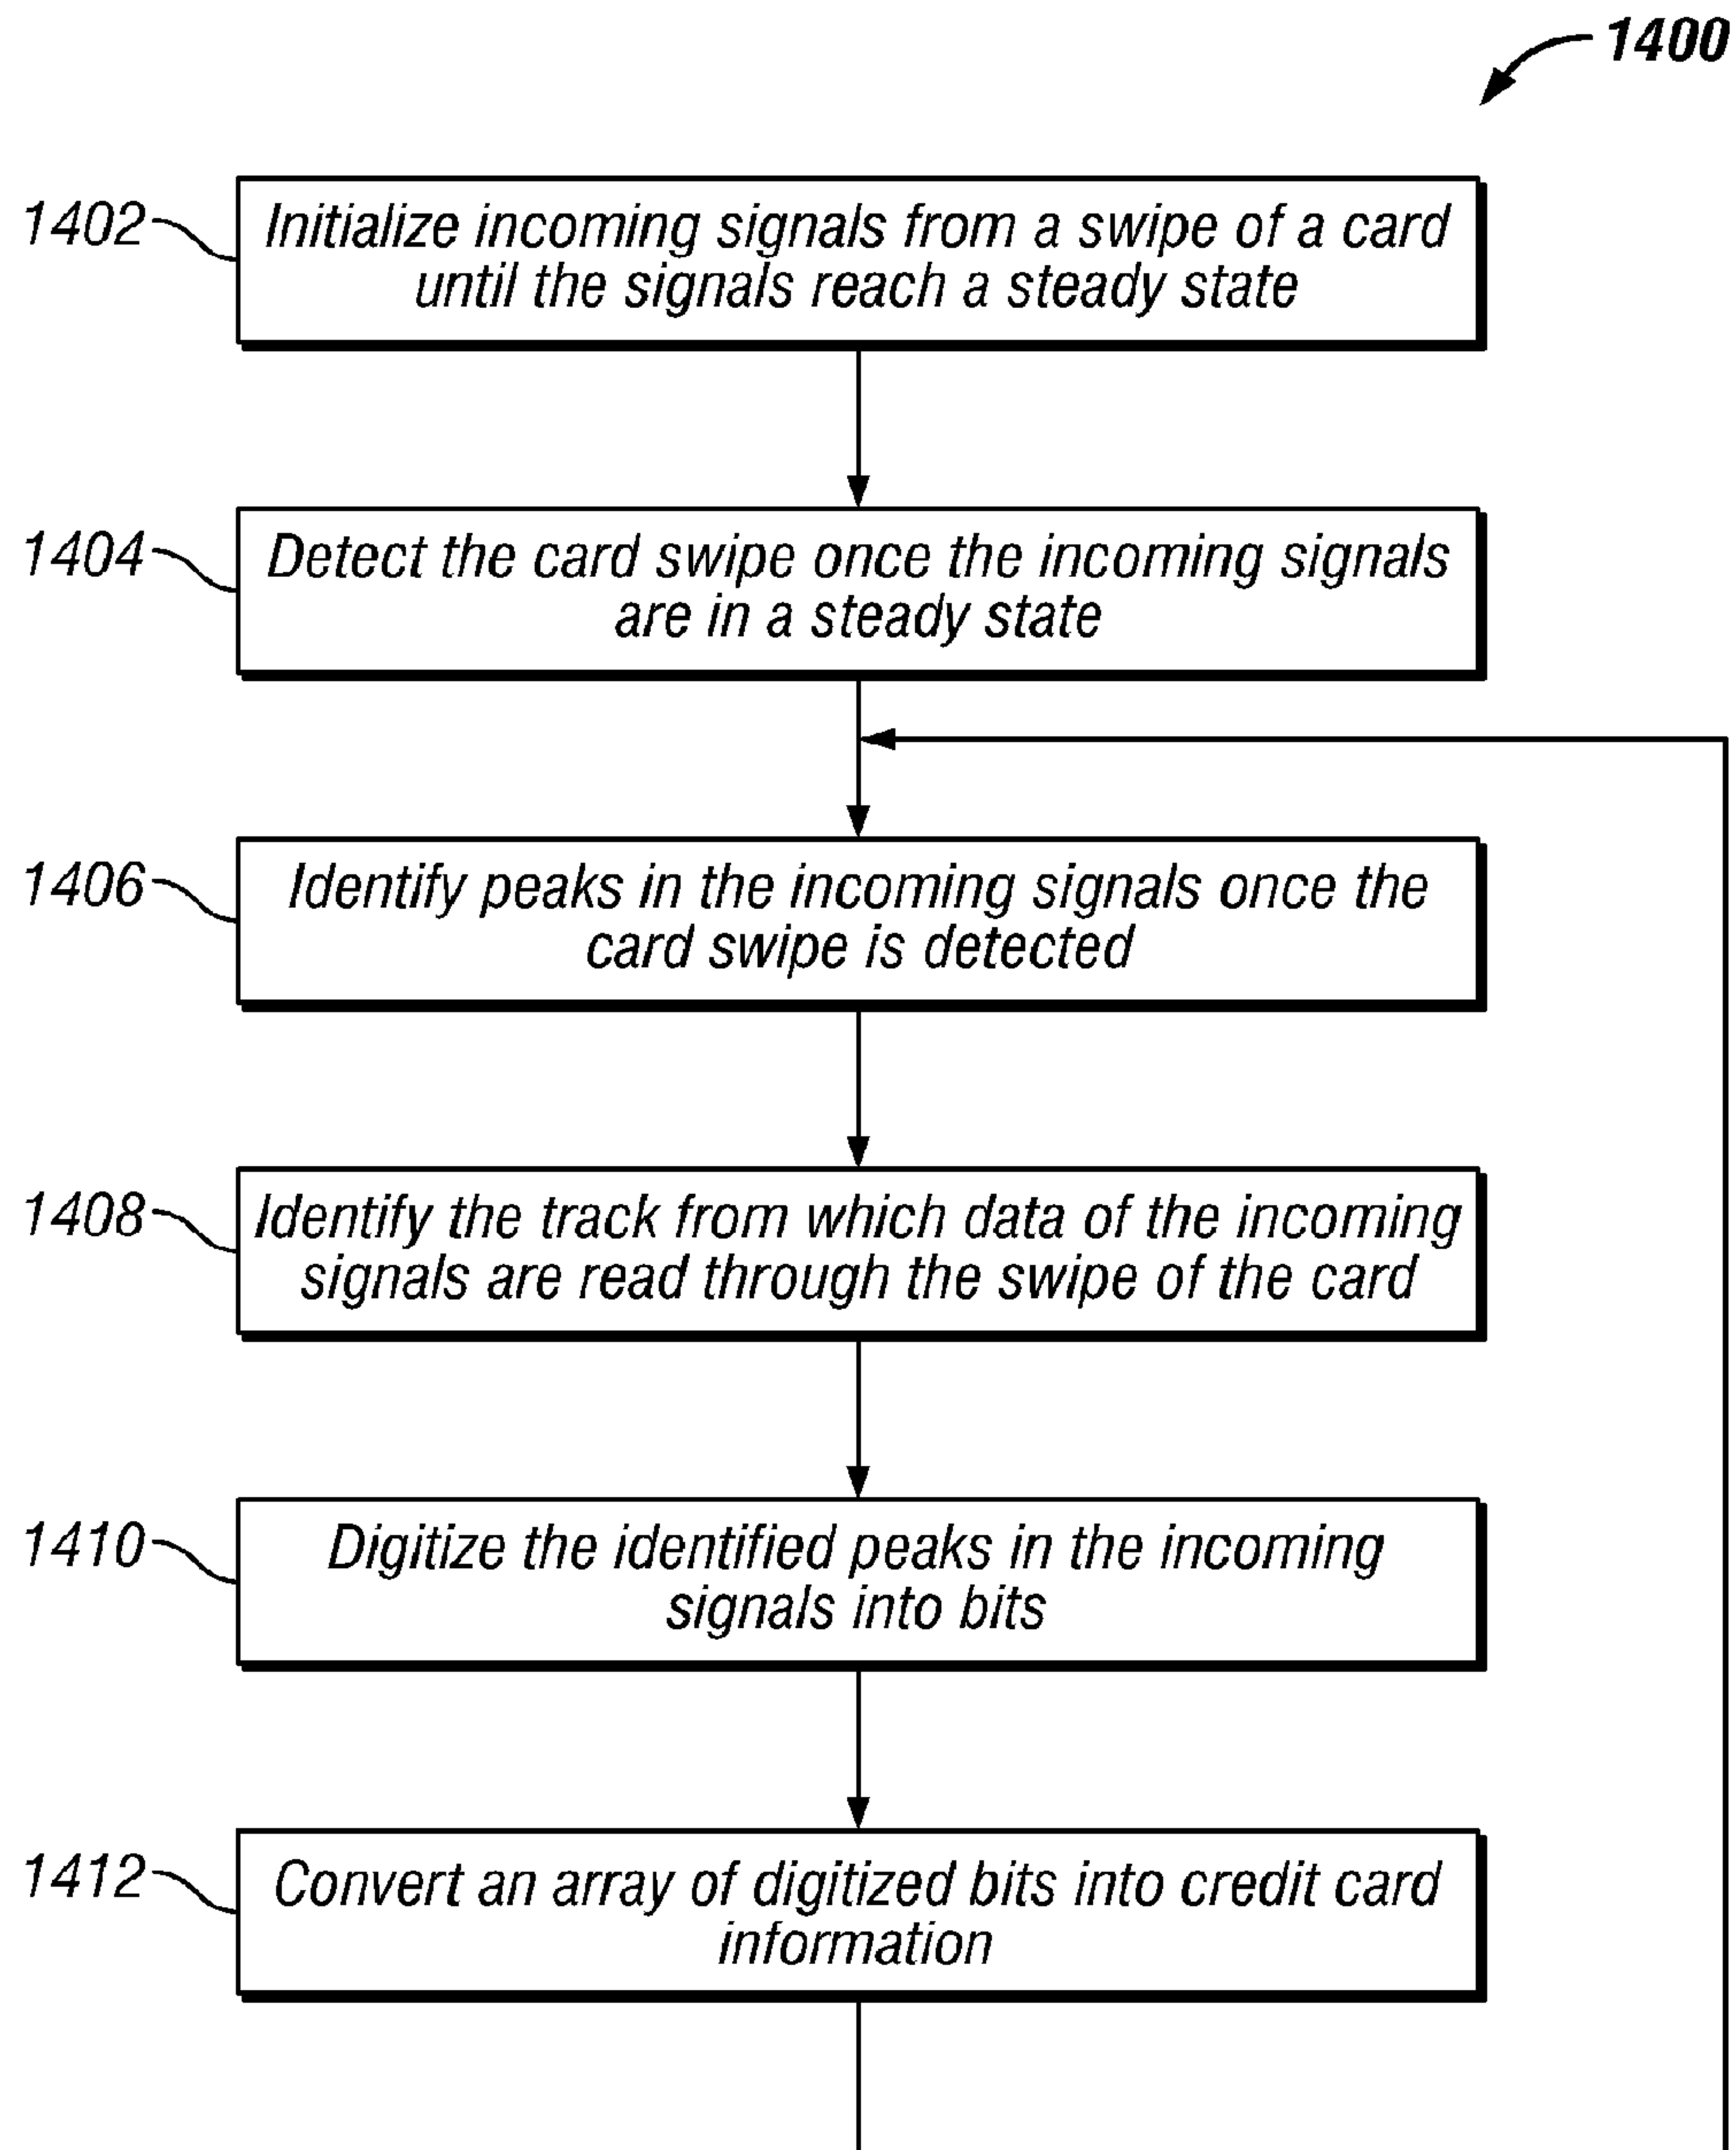 1400
1402
Initialize incoming signals from a swipe of a card
until the signals reach a steady state
1404
Detect the card swipe once the incoming signals
are in a steady state
1406
Identify peaks in the incoming signals once the
card swipe is detected
1408
Identify the track from which data of the incoming
signals are read through the swipe of the card
1410
Digitize the identified peaks in the incoming
signals into bits
1412
Convert an array of digitized bits into credit card
information